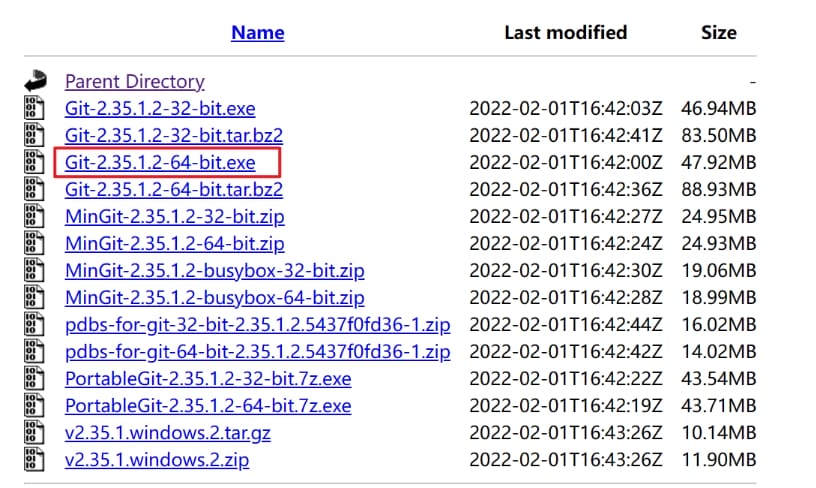 Name Last modified Size
Parent Directory -
Git-2.35.1.2-32-bit.exe 2022-02-01T16:42:03Z 46.94MB
Git-2.35.1.2-32-bit.tar.bz2 2022-02-01T16:42:41Z 83.50MB
Git-2.35.1.2-64-bit.exe 2022-02-01T16:42:00Z 47.92MB
Git-2.35.1.2-64-bit.tar.bz2 2022-02-01T16:42:36Z 88.93MB
MinGit-2.35.1.2-32-bit.zip 2022-02-01T16:42:27Z 24.95MB
MinGit-2.35.1.2-64-bit.zip 2022-02-01T16:42:24Z 24.93MB
MinGit-2.35.1.2-busybox-32-bit.zip 2022-02-01T16:42:30Z 19.06MB
MinGit-2.35.1.2-busybox-64-bit.zip 2022-02-01T16:42:28Z 18.99MB
pdbs-for-git-32-bit-2.35.1.2.5437f0fd36-1.zip 2022-02-01T16:42:44Z 16.02MB
pdbs-for-git-64-bit-2.35.1.2.5437f0fd36-1.zip 2022-02-01T16:42:42Z 14.02MB
PortableGit-2.35.1.2-32-bit.7z.exe 2022-02-01T16:42:22Z 43.54MB
PortableGit-2.35.1.2-64-bit.7z.exe 2022-02-01T16:42:19Z 43.71MB
v2.35.1.windows.2.tar.gz 2022-02-01T16:43:26Z 10.14MB
v2.35.1.windows.2.zip 2022-02-01T16:43:26Z 11.90MB